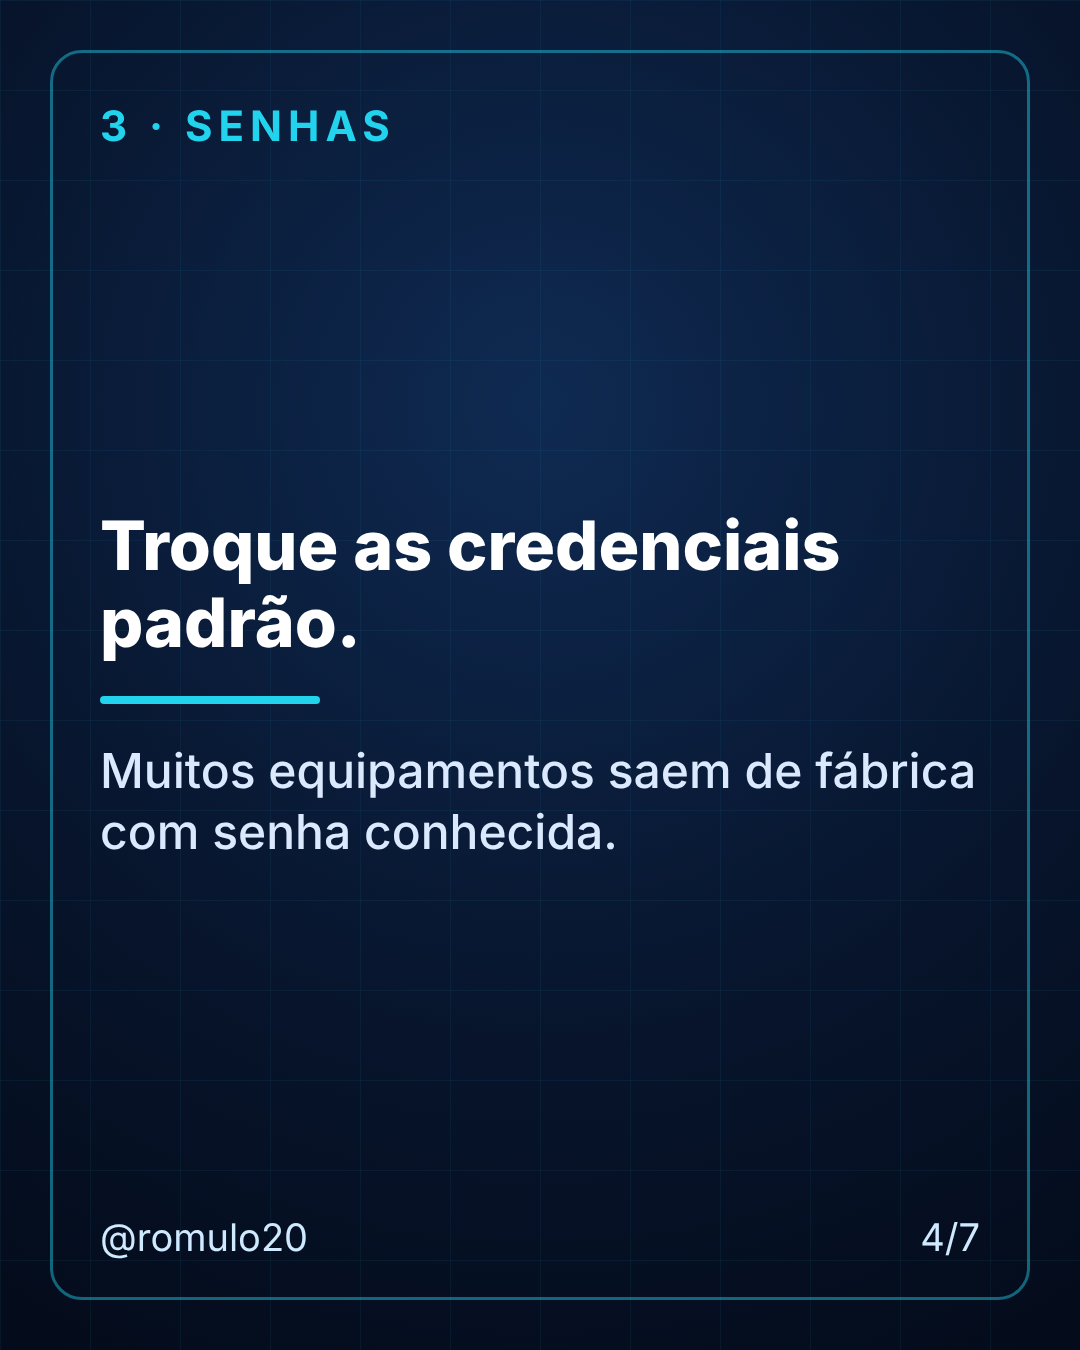 3 · SENHAS
Troque as credenciais
padrão.
Muitos equipamentos saem de fábrica
com senha conhecida.
@romulo20
4/7